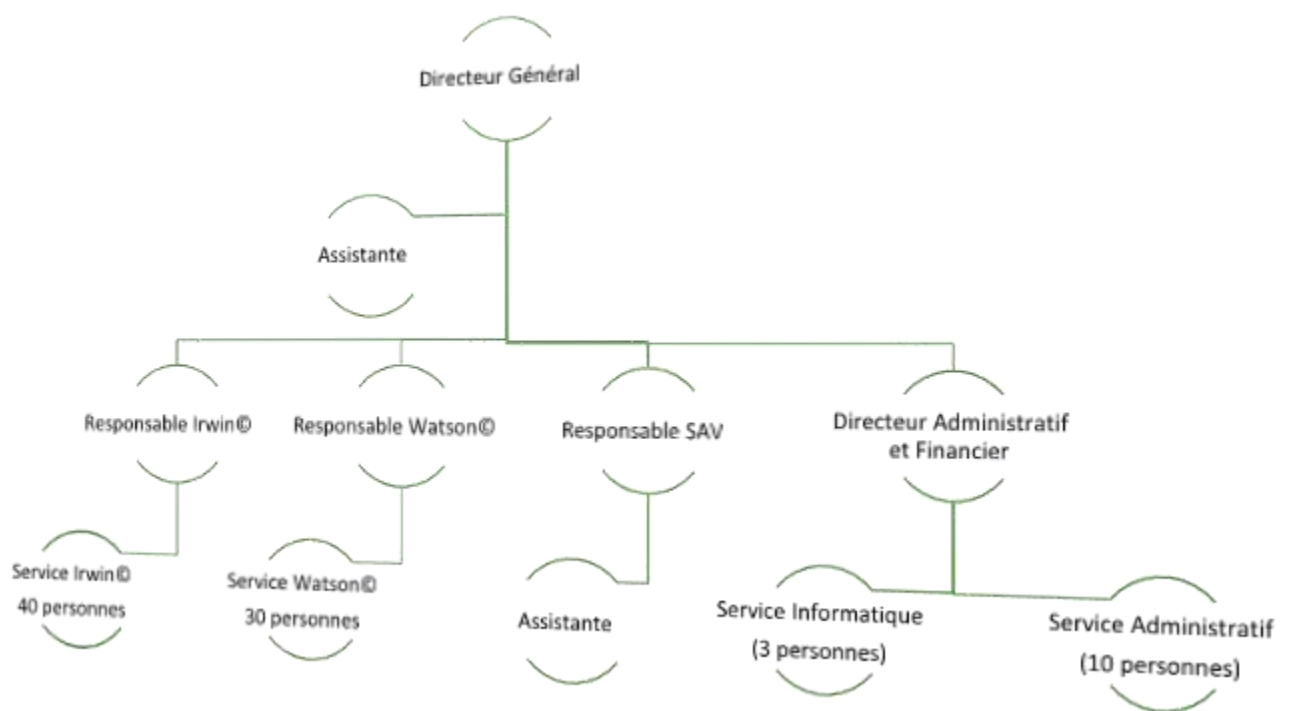 Directeur Général
Assistante
Responsable Irwin©
Responsable Watson©
Responsable SAV
Directeur Administratif
et Financier
Service Irwin©
40 personnes
Service Watson©
30 personnes
Assistante
Service Informatique
(3 personnes)
Service Administratif
(10 personnes)